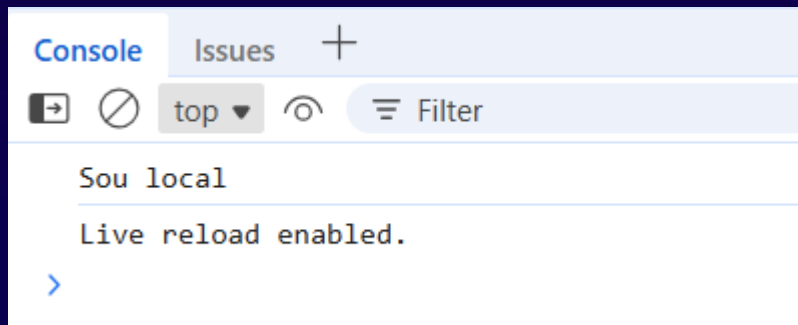 Console Issues
top Filter
Sou local
Live reload enabled.